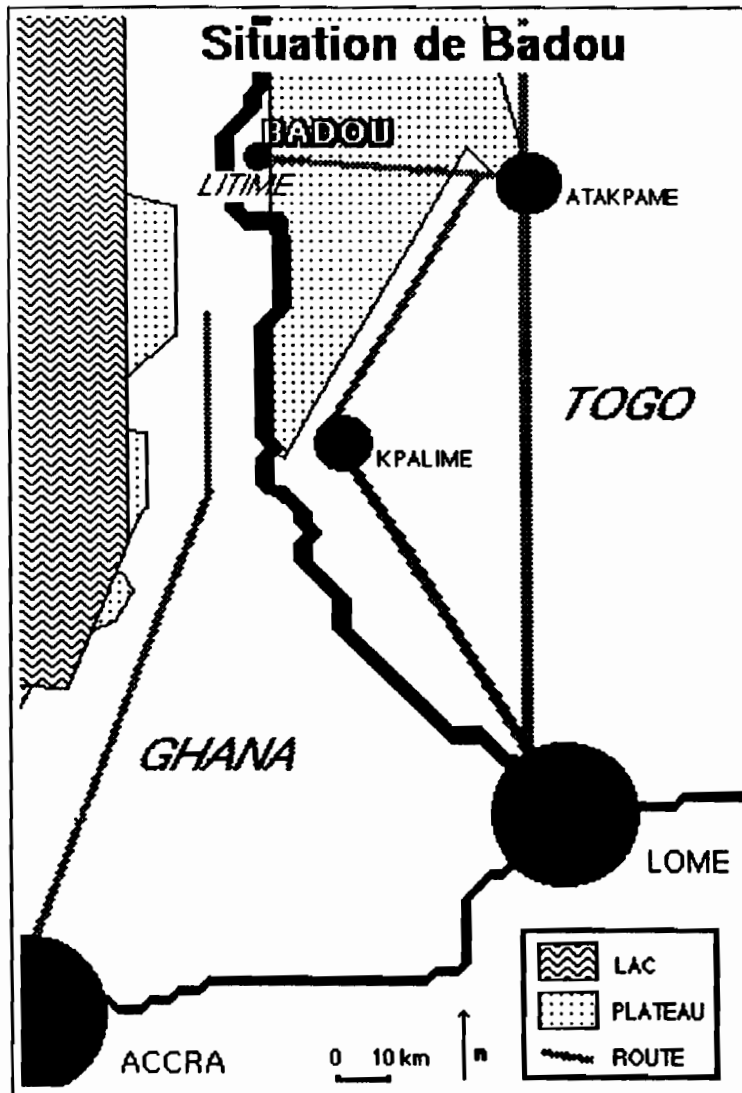 Situation de Badou
BADOU
LITIME
ATAKPAME
TOGO
KPALIME
GHANA
LOME
ACCRA
0 10 km
n
LAC
PLATEAU
ROUTE